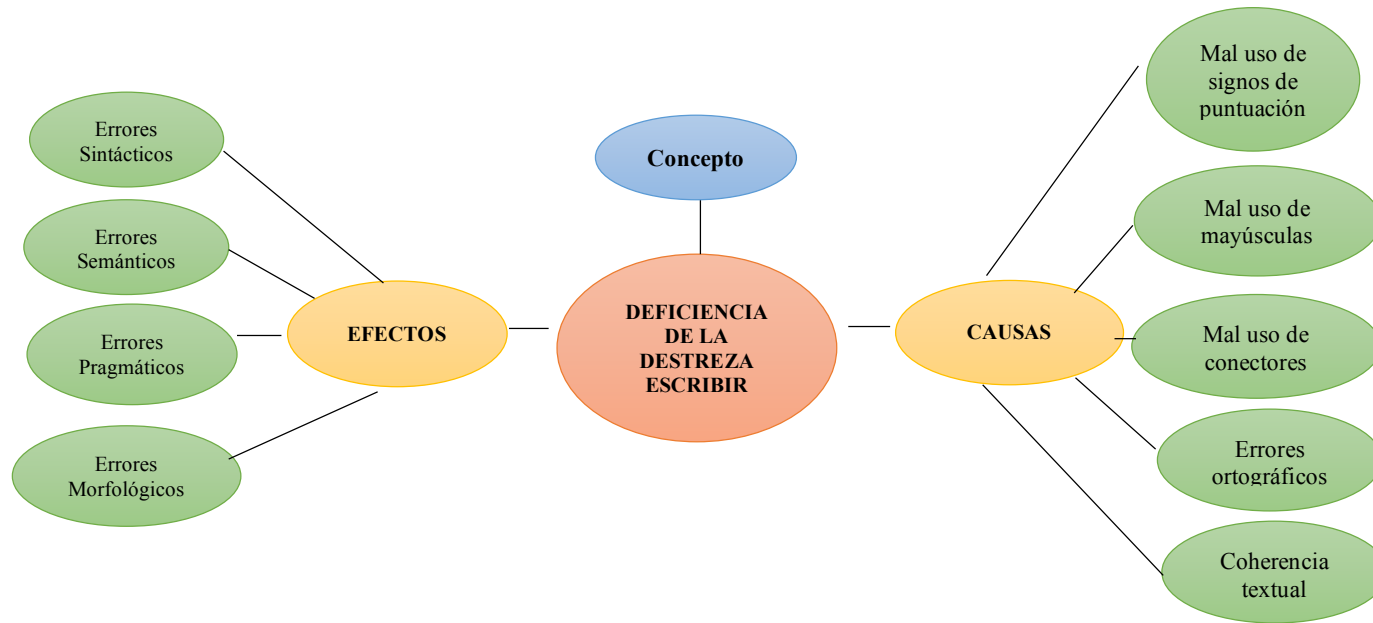 Errores
Sintácticos
Errores
Semánticos
Errores
Pragmáticos
Errores
Morfológicos
EFECTOS
Concepto
DEFICIENCIA
DE LA
DESTREZA
ESCRIBIR
CAUSAS
Mal uso de
signos de
puntuación
Mal uso de
mayúsculas
Mal uso de
conectores
Errores
ortográficos
Coherencia
textual